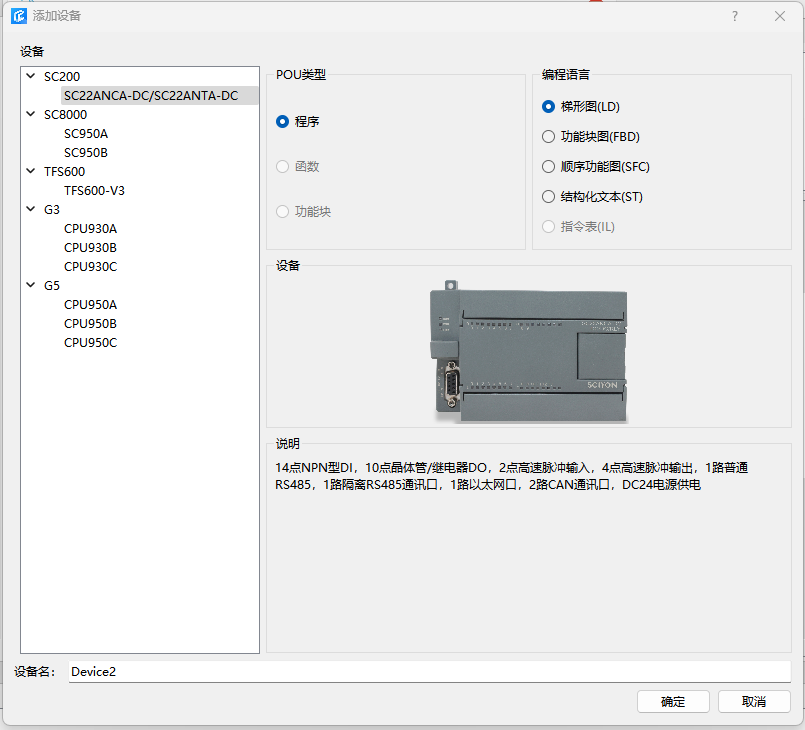 添加设备
?
设备
SC200
SC22ANCA-DC/SC22ANTA-DC
SC8000
SC950A
SC950B
TFS600
TFS600-V3
G3
CPU930A
CPU930B
CPU930C
G5
CPU950A
CPU950B
CPU950C
POU类型
程序
函数
功能块
编程语言
梯形图(LD)
功能块图(FBD)
顺序功能图(SFC)
结构化文本(ST)
指令表(IL)
设备
SCIYON
说明
14点NPN型DI，10点晶体管/继电器DO，2点高速脉冲输入，4点高速脉冲输出，1路普通
RS485，1路隔离RS485通讯口，1路以太网口，2路CAN通讯口，DC24电源供电
设备名：
Device2
确定
取消